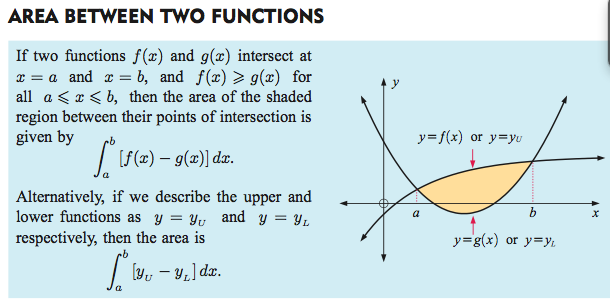 AREA BETWEEN TWO FUNCTIONS
If two functions f(x) and g(x) intersect at
x = a and x = b, and f(x) ⩾ g(x) for
all a ⩽ x ⩽ b, then the area of the shaded
region between their points of intersection is
given by
∫ₐᵇ [f(x) − g(x)] dx.
Alternatively, if we describe the upper and
lower functions as y = y_U and y = y_L
respectively, then the area is
∫ₐᵇ [y_U − y_L] dx.
y
y=f(x) or y=y_U
a
b
x
y=g(x) or y=y_L